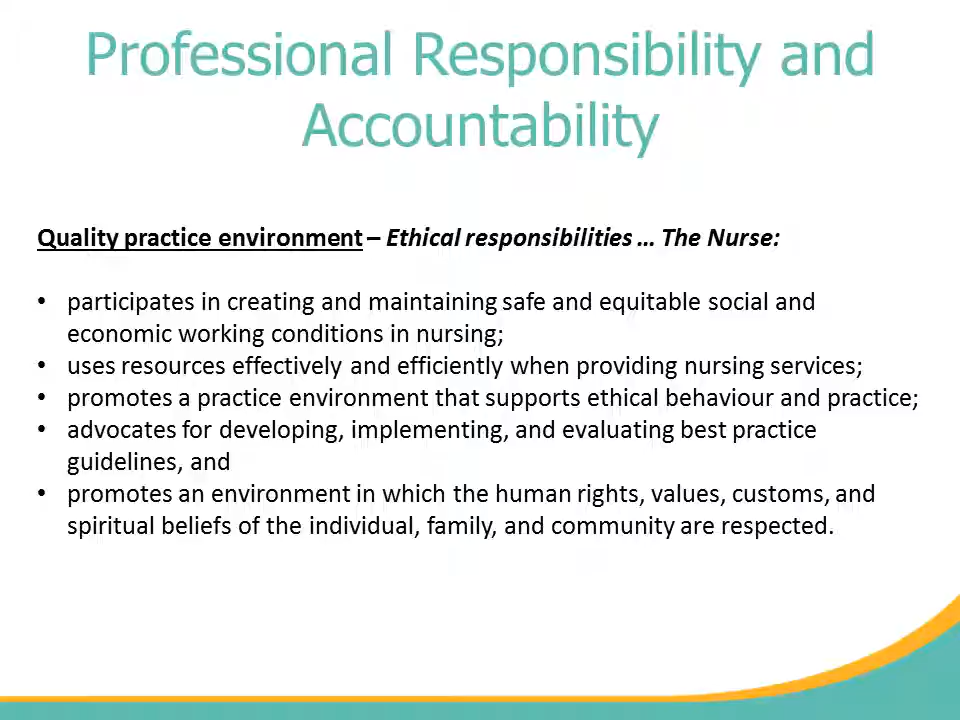 Professional Responsibility and
Accountability
Quality practice environment – Ethical responsibilities … The Nurse:
• participates in creating and maintaining safe and equitable social and
economic working conditions in nursing;
• uses resources effectively and efficiently when providing nursing services;
• promotes a practice environment that supports ethical behaviour and practice;
• advocates for developing, implementing, and evaluating best practice
guidelines, and
• promotes an environment in which the human rights, values, customs, and
spiritual beliefs of the individual, family, and community are respected.